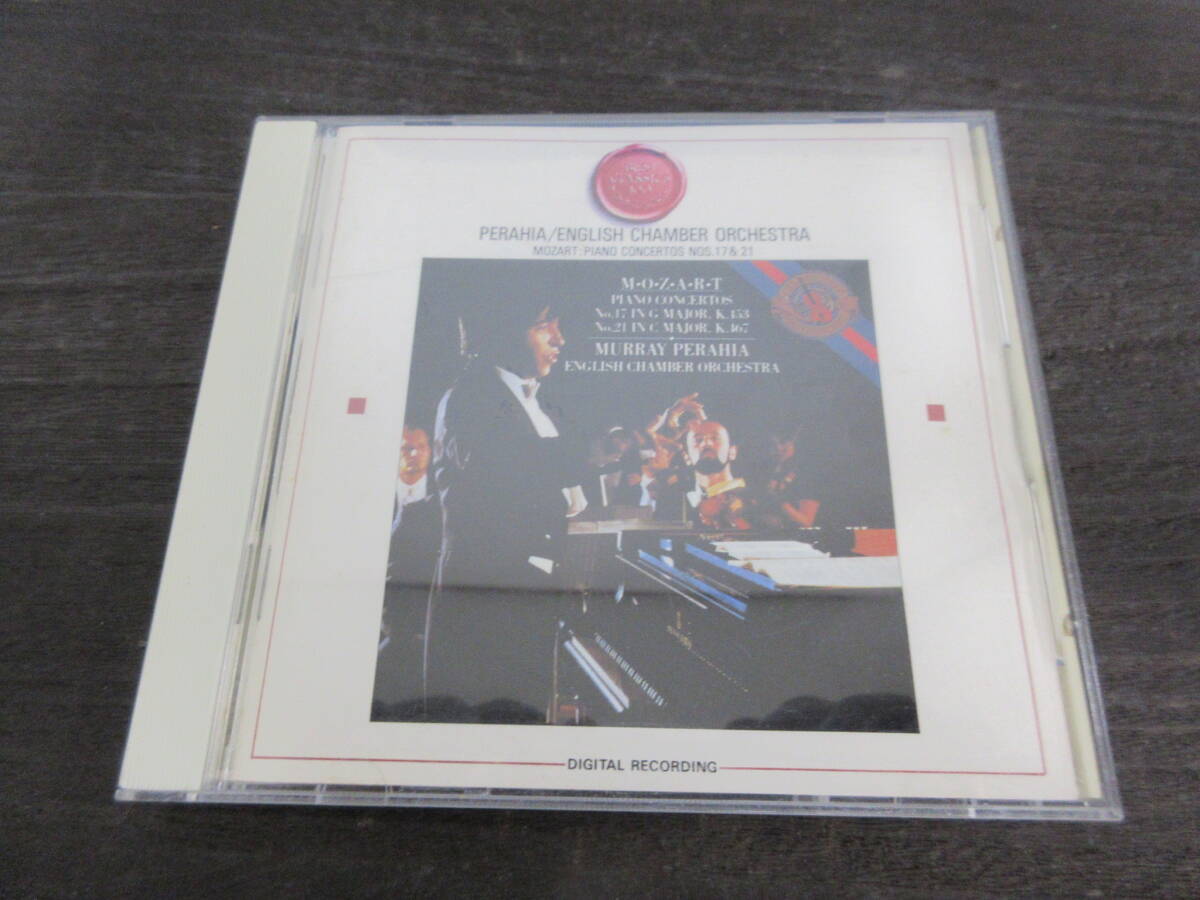 PERAHIA/ENGLISH CHAMBER ORCHESTRA
MOZART: PIANO CONCERTOS NOS.17 & 21
M·O·Z·A·R·T
PIANO CONCERTOS
No.17 IN G MAJOR, K.453
No.21 IN C MAJOR, K.467
MURRAY PERAHIA
ENGLISH CHAMBER ORCHESTRA
DIGITAL RECORDING